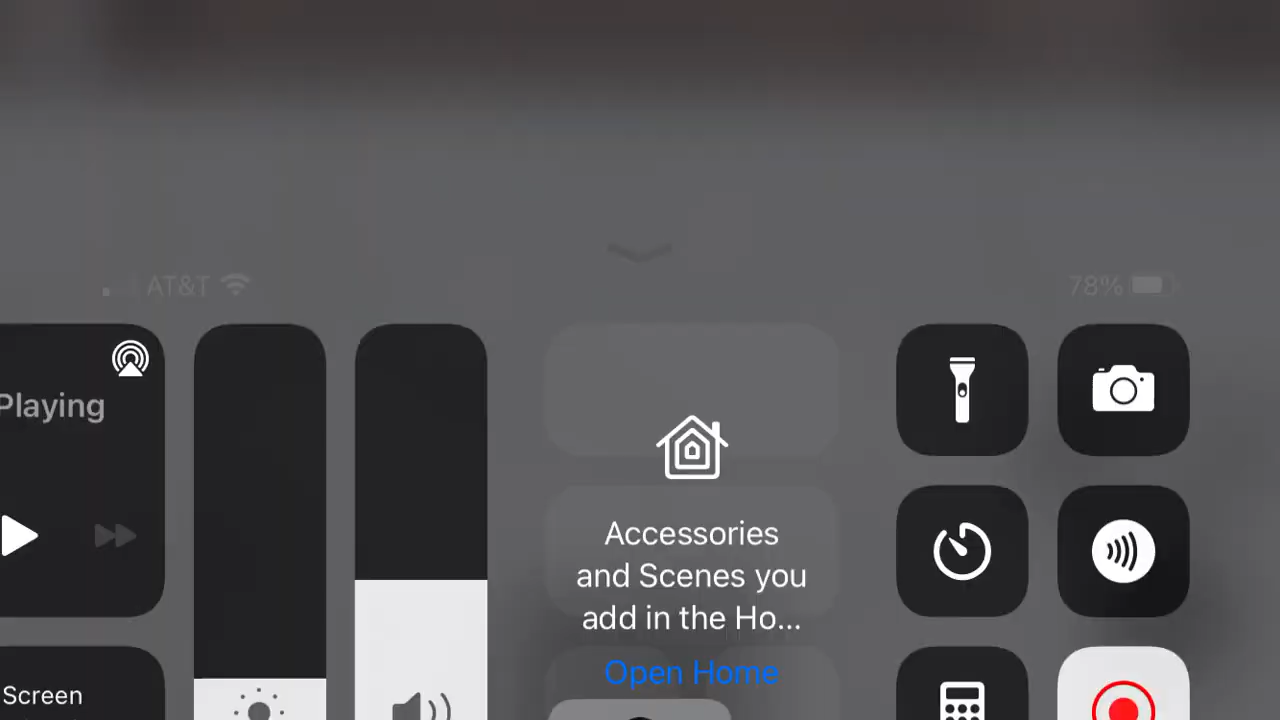 AT&T
78%
Playing
Accessories
and Scenes you
add in the Ho...
Open Home
Screen